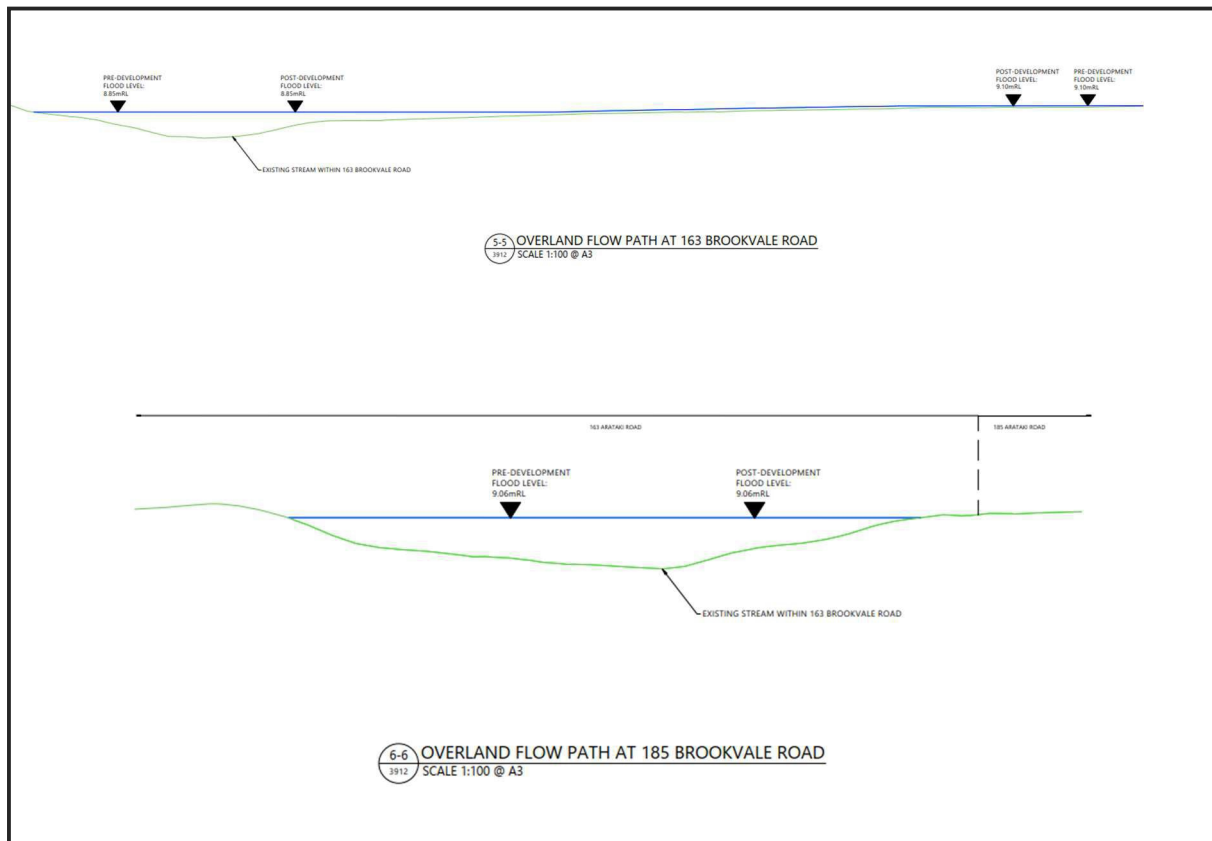 PRE-DEVELOPMENT
FLOOD LEVEL:
8.85mRL
POST-DEVELOPMENT
FLOOD LEVEL:
8.85mRL
POST-DEVELOPMENT
FLOOD LEVEL:
9.10mRL
PRE-DEVELOPMENT
FLOOD LEVEL:
9.10mRL
EXISTING STREAM WITHIN 163 BROOKVALE ROAD
5-5
3912
OVERLAND FLOW PATH AT 163 BROOKVALE ROAD
SCALE 1:100 @ A3
163 ARATAKI ROAD
185 ARATAKI ROAD
PRE-DEVELOPMENT
FLOOD LEVEL:
9.06mRL
POST-DEVELOPMENT
FLOOD LEVEL:
9.06mRL
EXISTING STREAM WITHIN 163 BROOKVALE ROAD
6-6
3912
OVERLAND FLOW PATH AT 185 BROOKVALE ROAD
SCALE 1:100 @ A3